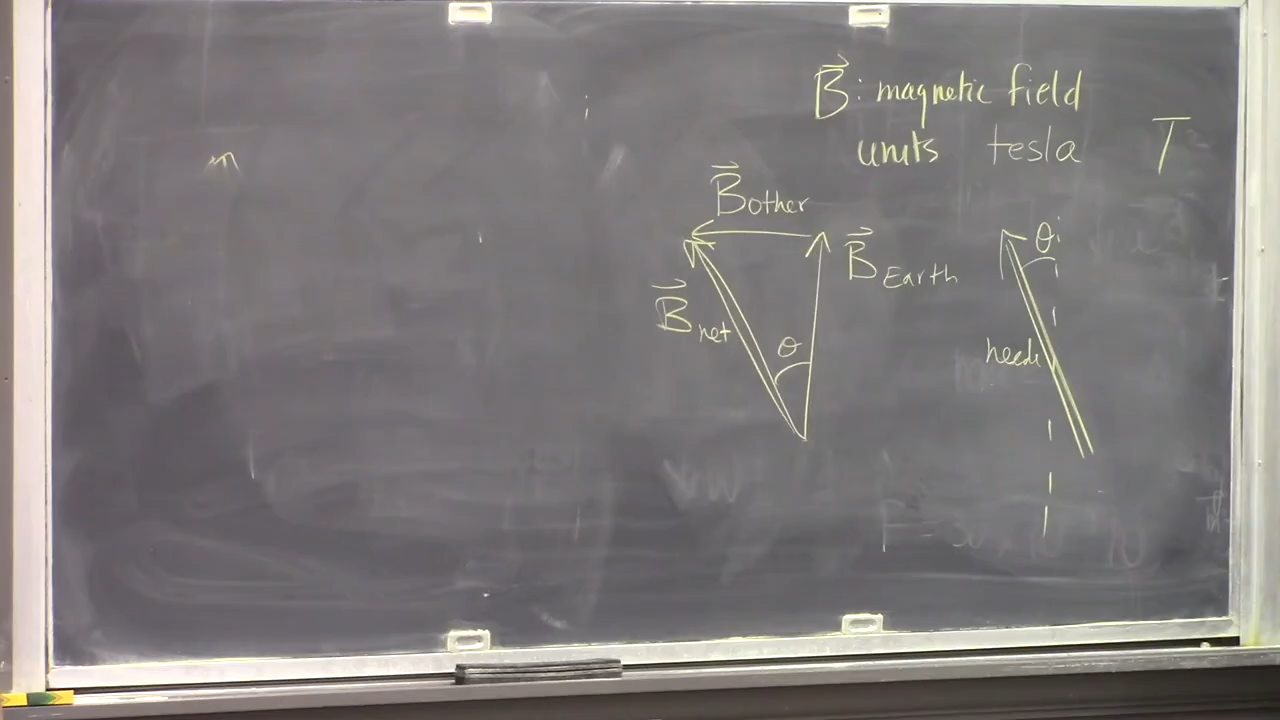 B⃗: magnetic field
units tesla T
B⃗other
B⃗Earth
θ
B⃗net
θ
needl